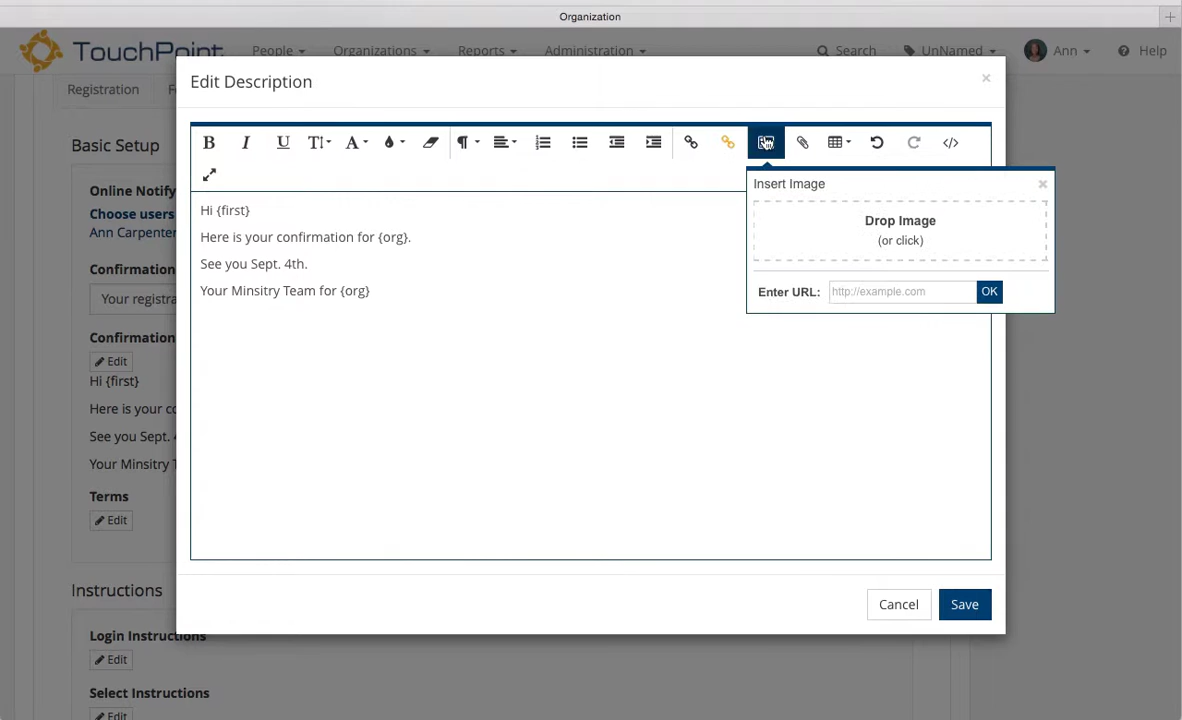 Organization
TouchPoint
People
Organizations
Reports
Administration
Search
UnNamed
Ann
Help
Registration
Edit Description
Basic Setup
Online Notify
Choose users
Ann Carpenter
Confirmation
Your registra
Confirmation
Edit
Hi {first}
Here is your co
See you Sept. 4
Your Minsitry T
Terms
Edit
Instructions
Login Instructions
Edit
Select Instructions
Edit
Hi {first}
Here is your confirmation for {org}.
See you Sept. 4th.
Your Minsitry Team for {org}
Insert Image
Drop Image
(or click)
Enter URL: http://example.com OK
Cancel Save